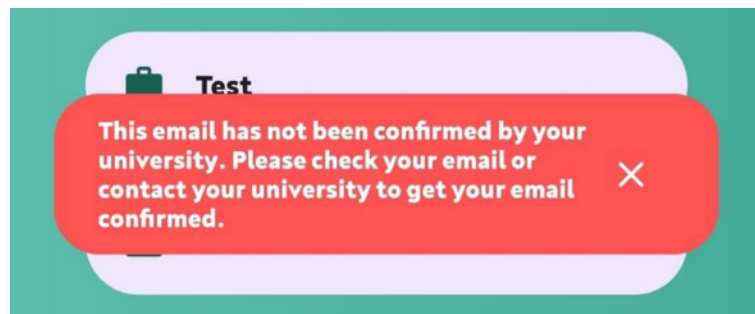 Test
This email has not been confirmed by your
university. Please check your email or
contact your university to get your email
confirmed.